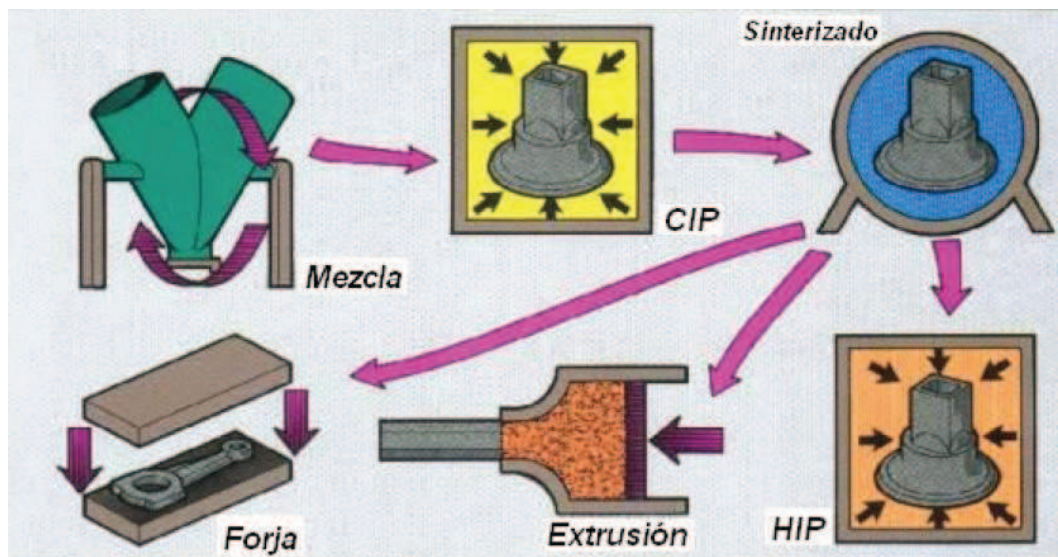 Sinterizado
CIP
Mezcla
Forja
Extrusión
HIP